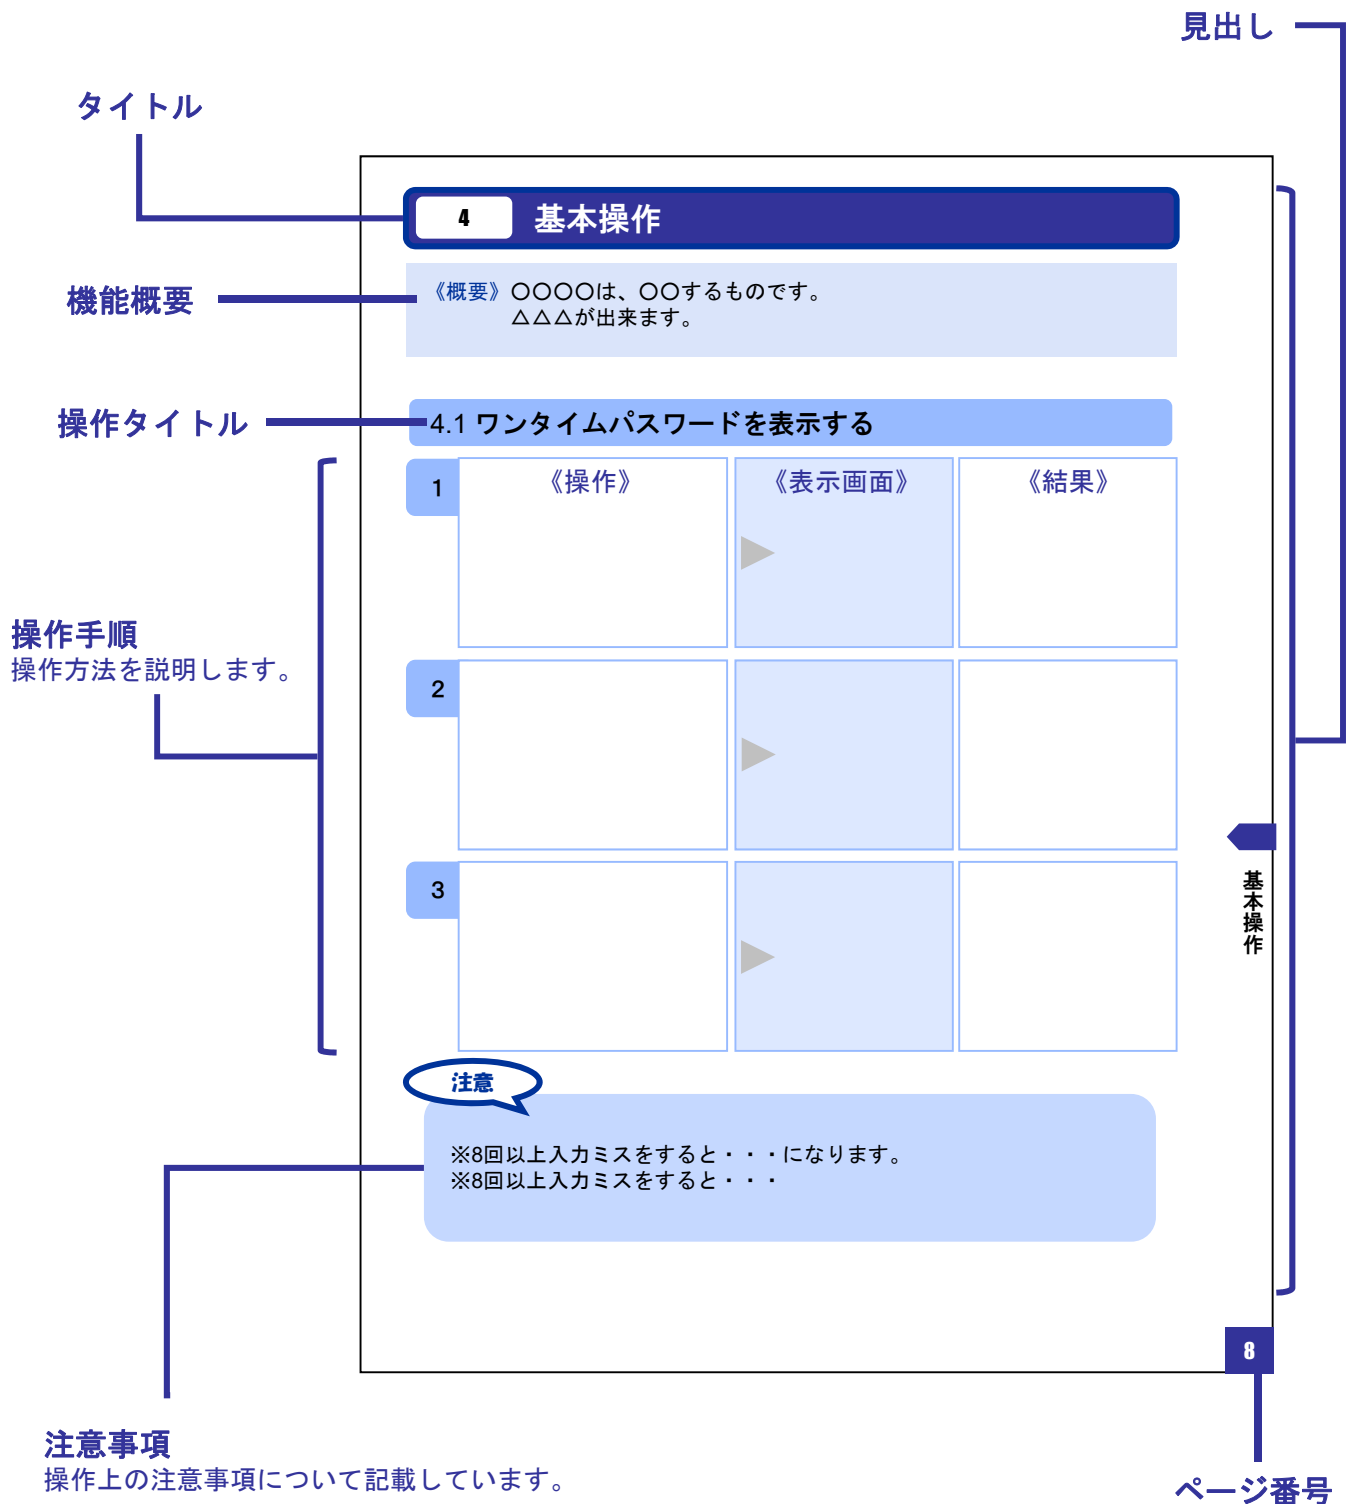 見出し
タイトル
4 基本操作
機能概要
《概要》〇〇〇〇は、〇〇するものです。
△△△が出来ます。
操作タイトル
4.1 ワンタイムパスワードを表示する
1
《操作》
《表示画面》
《結果》
操作手順
操作方法を説明します。
2
3
基本操作
注意
※8回以上入力ミスをすると・・・になります。
※8回以上入力ミスをすると・・・
8
注意事項
操作上の注意事項について記載しています。
ページ番号